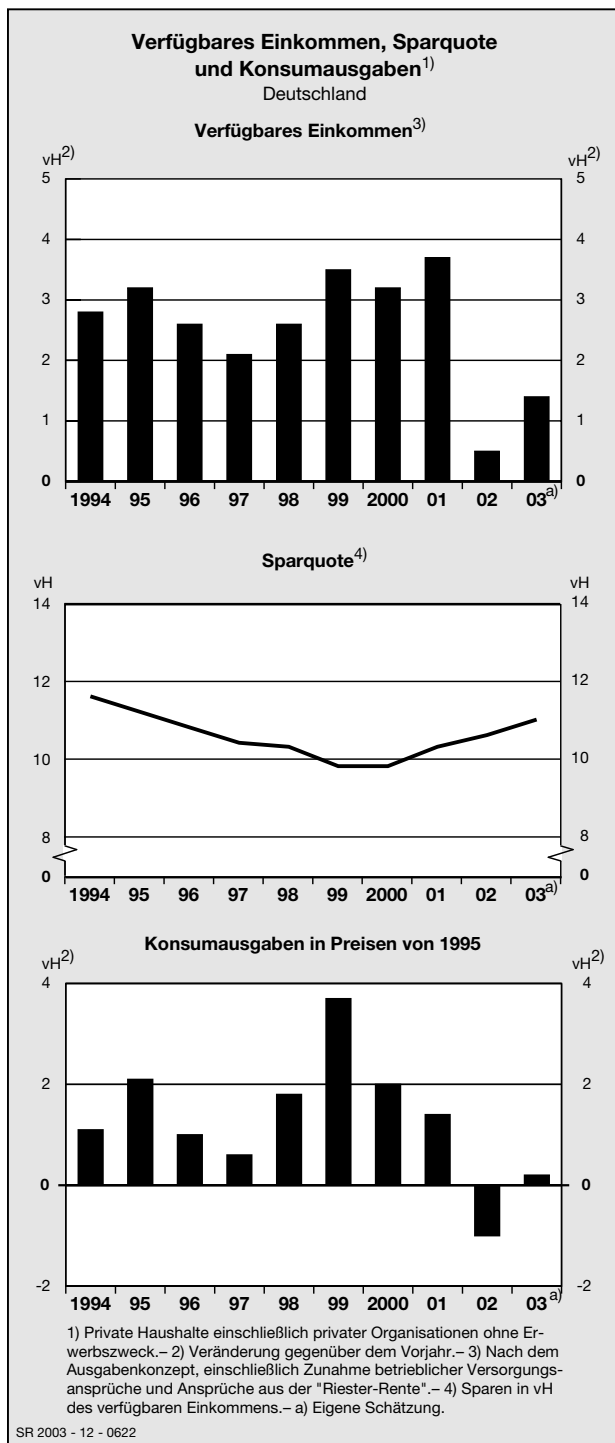 Verfügbares Einkommen, Sparquote
und Konsumausgaben1)
Deutschland
Verfügbares Einkommen3)
vH2) vH2)
5 5
4 4
3 3
2 2
1 1
0 0
1994 95 96 97 98 99 2000 01 02 03a)
Sparquote4)
vH vH
14 14
12 12
10 10
8 8
0 0
1994 95 96 97 98 99 2000 01 02 03a)
Konsumausgaben in Preisen von 1995
vH2) vH2)
4 4
2 2
0 0
-2 -2
1994 95 96 97 98 99 2000 01 02 03a)
1) Private Haushalte einschließlich privater Organisationen ohne Er-
werbszweck.– 2) Veränderung gegenüber dem Vorjahr.– 3) Nach dem
Ausgabenkonzept, einschließlich Zunahme betrieblicher Versorgungs-
ansprüche und Ansprüche aus der "Riester-Rente".– 4) Sparen in vH
des verfügbaren Einkommens.– a) Eigene Schätzung.
SR 2003 - 12 - 0622